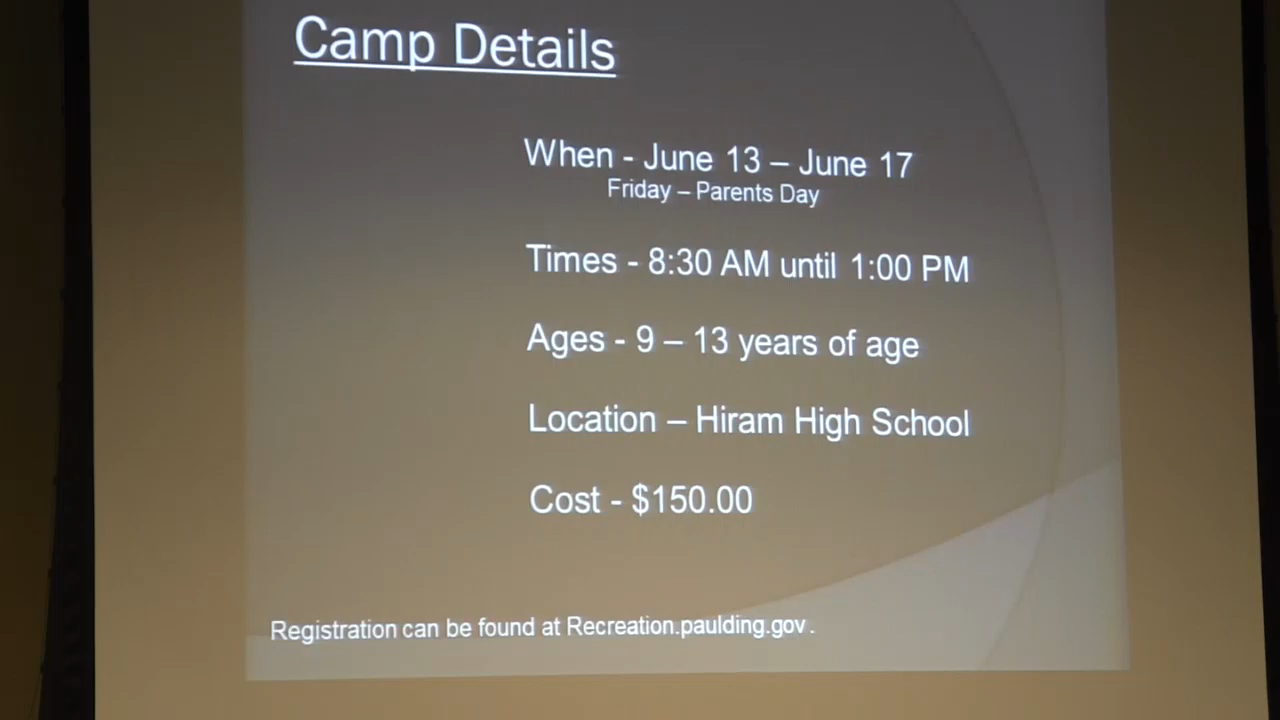 Camp Details
When - June 13 – June 17
Friday – Parents Day
Times - 8:30 AM until 1:00 PM
Ages - 9 – 13 years of age
Location – Hiram High School
Cost - $150.00
Registration can be found at Recreation.paulding.gov.